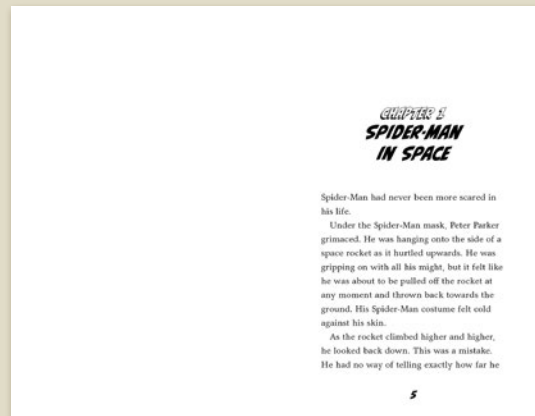 CHAPTER 1
SPIDER-MAN
IN SPACE
Spider-Man had never been more scared in
his life.
Under the Spider-Man mask, Peter Parker
grimaced. He was hanging onto the side of a
space rocket as it hurtled upwards. He was
gripping on with all his might, but it felt like
he was about to be pulled off the rocket at
any moment and thrown back towards the
ground. His Spider-Man costume felt cold
against his skin.
As the rocket climbed higher and higher,
he looked back down. This was a mistake.
He had no way of telling exactly how far he
5